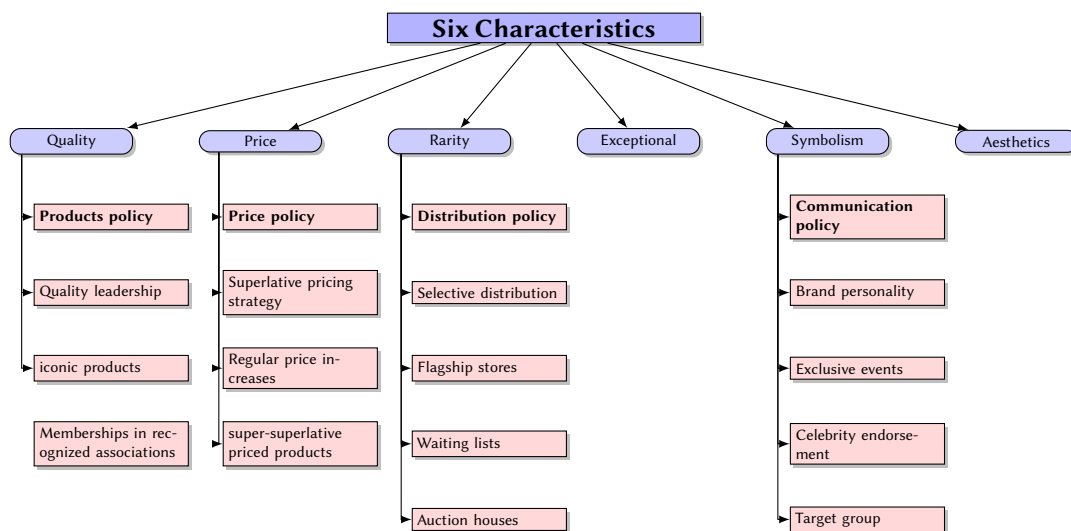 Six Characteristics
Quality
Price
Rarity
Exceptional
Symbolism
Aesthetics
Products policy
Price policy
Distribution policy
Communication
policy
Quality leadership
Superlative pricing
strategy
Selective distribution
Brand personality
iconic products
Regular price in-
creases
Flagship stores
Exclusive events
Memberships in rec-
ognized associations
super-superlative
priced products
Waiting lists
Celebrity endorse-
ment
Auction houses
Target group